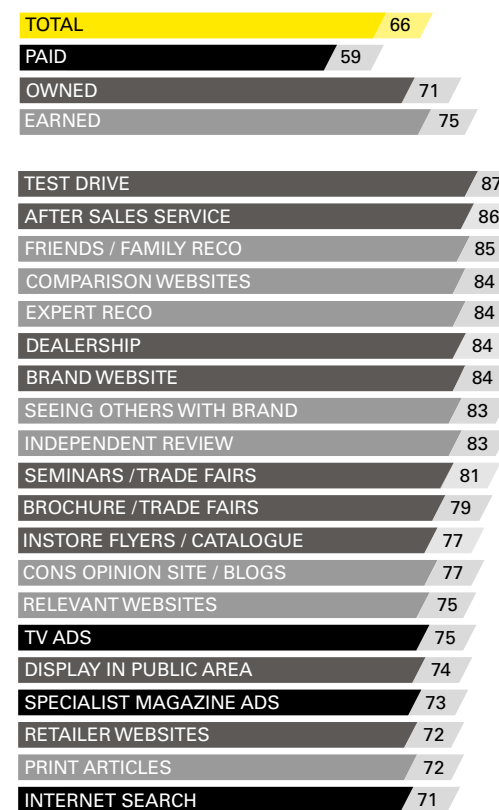 TOTAL 66
PAID 59
OWNED 71
EARNED 75
TEST DRIVE 87
AFTER SALES SERVICE 86
FRIENDS / FAMILY RECO 85
COMPARISON WEBSITES 84
EXPERT RECO 84
DEALERSHIP 84
BRAND WEBSITE 84
SEEING OTHERS WITH BRAND 83
INDEPENDENT REVIEW 83
SEMINARS / TRADE FAIRS 81
BROCHURE / TRADE FAIRS 79
INSTORE FLYERS / CATALOGUE 77
CONS OPINION SITE / BLOGS 77
RELEVANT WEBSITES 75
TV ADS 75
DISPLAY IN PUBLIC AREA 74
SPECIALIST MAGAZINE ADS 73
RETAILER WEBSITES 72
PRINT ARTICLES 72
INTERNET SEARCH 71